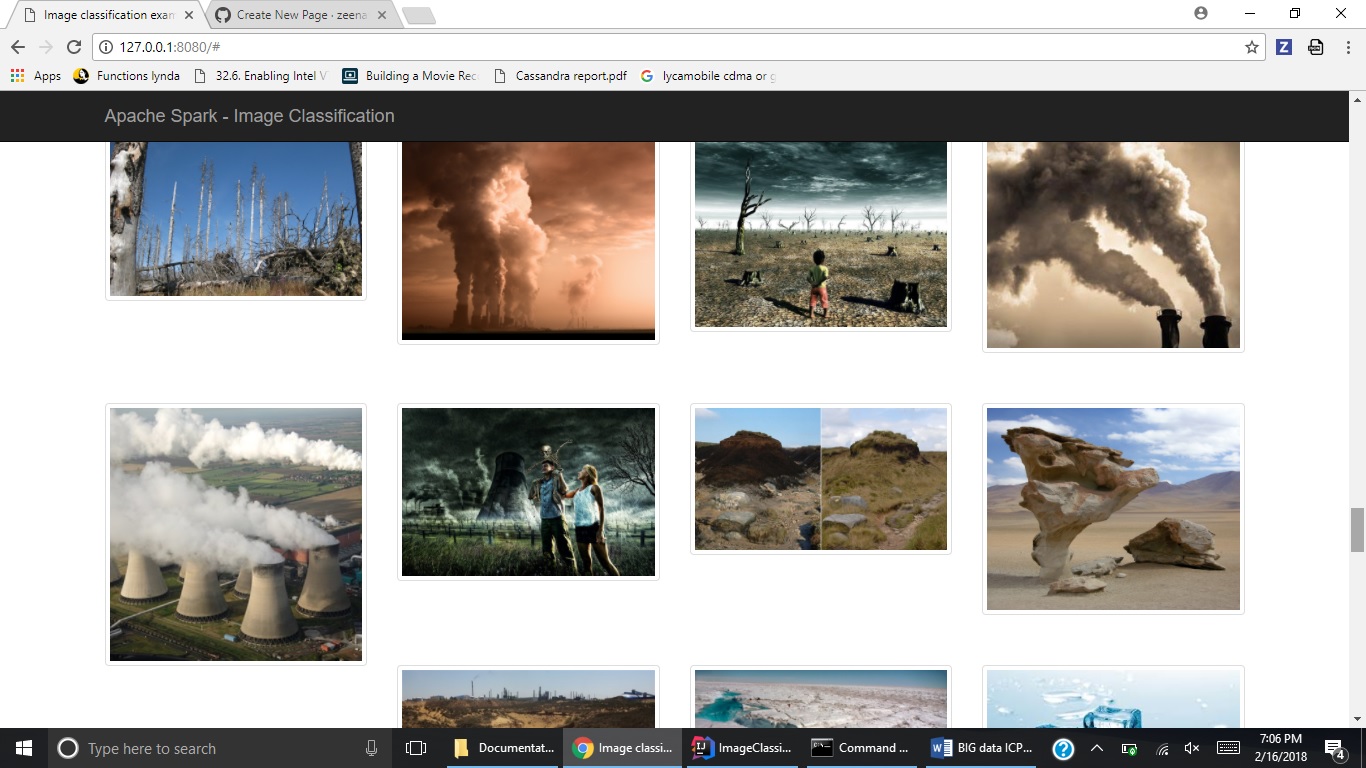 Image classification exan
Create New Page · zeena
127.0.0.1:8080/#
Apps
Functions lynda
32.6. Enabling Intel V
Building a Movie Rec
Cassandra report.pdf
lycamobile cdma or g
Apache Spark - Image Classification
Type here to search
Documentat...
Image classi...
ImageClassi...
Command ...
BIG data ICP...
7:06 PM
2/16/2018
4